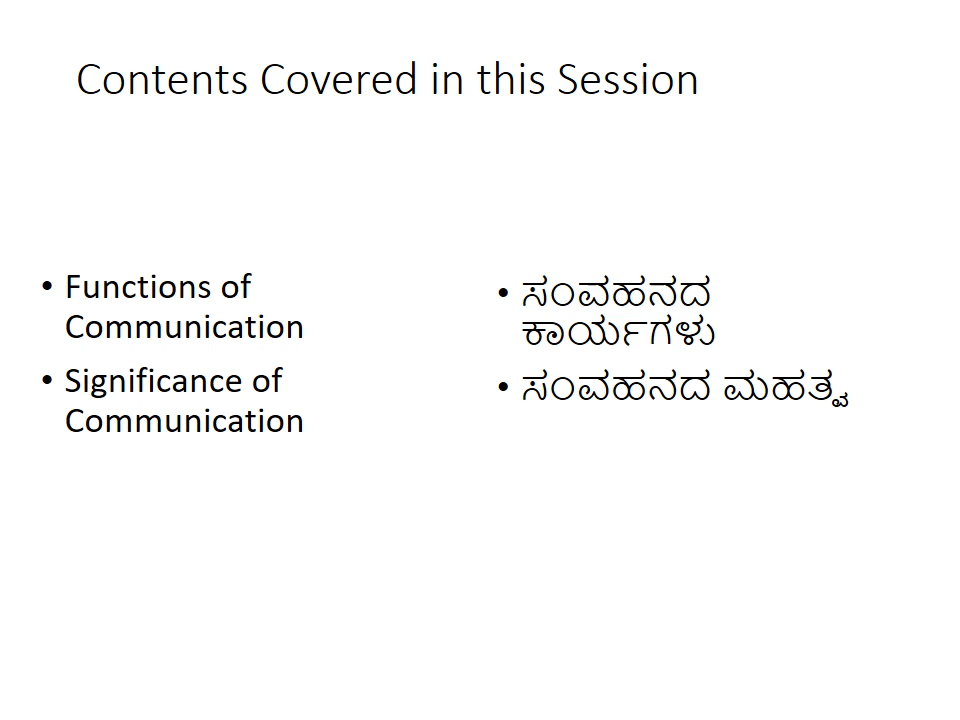 Contents Covered in this Session
• Functions of
Communication
• Significance of
Communication
• ಸಂವಹನದ
ಕಾರ್ಯಗಳು
• ಸಂವಹನದ ಮಹತ್ವ